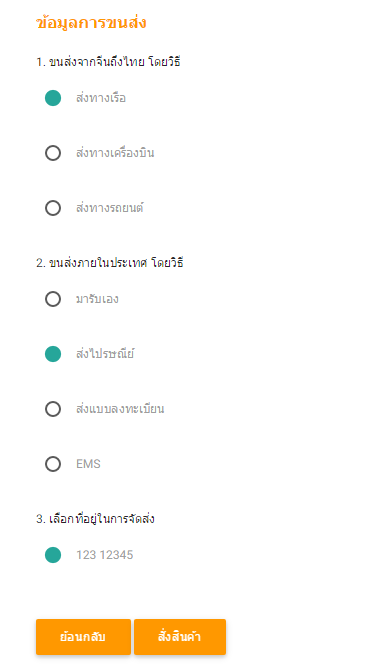 ข้อมูลการขนส่ง
1. ขนส่งจากจีนถึงไทย โดยวิธี
ส่งทางเรือ
ส่งทางเครื่องบิน
ส่งทางรถยนต์
2. ขนส่งภายในประเทศ โดยวิธี
มารับเอง
ส่งไปรษณีย์
ส่งแบบลงทะเบียน
EMS
3. เลือกที่อยู่ในการจัดส่ง
123 12345
ย้อนกลับ สั่งสินค้า